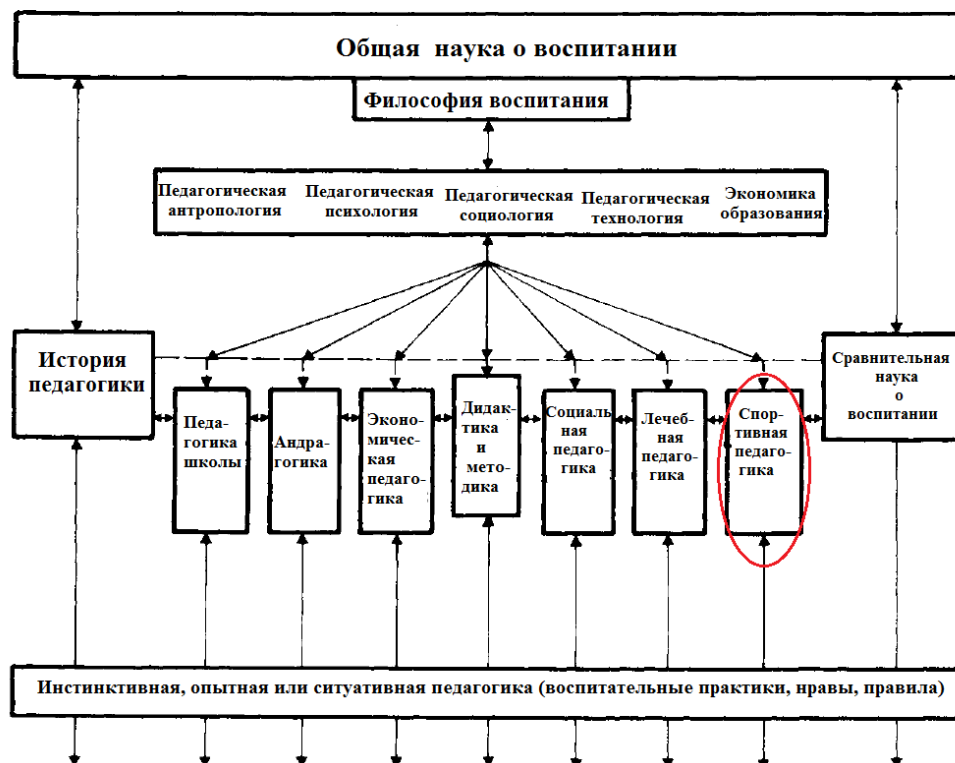 Общая наука о воспитании
Философия воспитания
Педагогическая
антропология
Педагогическая
психология
Педагогическая
социология
Педагогическая
технология
Экономика
образования
История
педагогики
Педа-
гогика
школы
Андра-
гогика
Эконо-
мичес-
кая
педаго-
гика
Дидак-
тика
и
мето-
дика
Социаль
ная
педаго-
гика
Лечеб-
ная
педаго-
гика
Спор-
тивная
педаго-
гика
Сравнительная
наука
о
воспитании
Инстинктивная, опытная или ситуативная педагогика (воспитательные практики, нравы, правила)